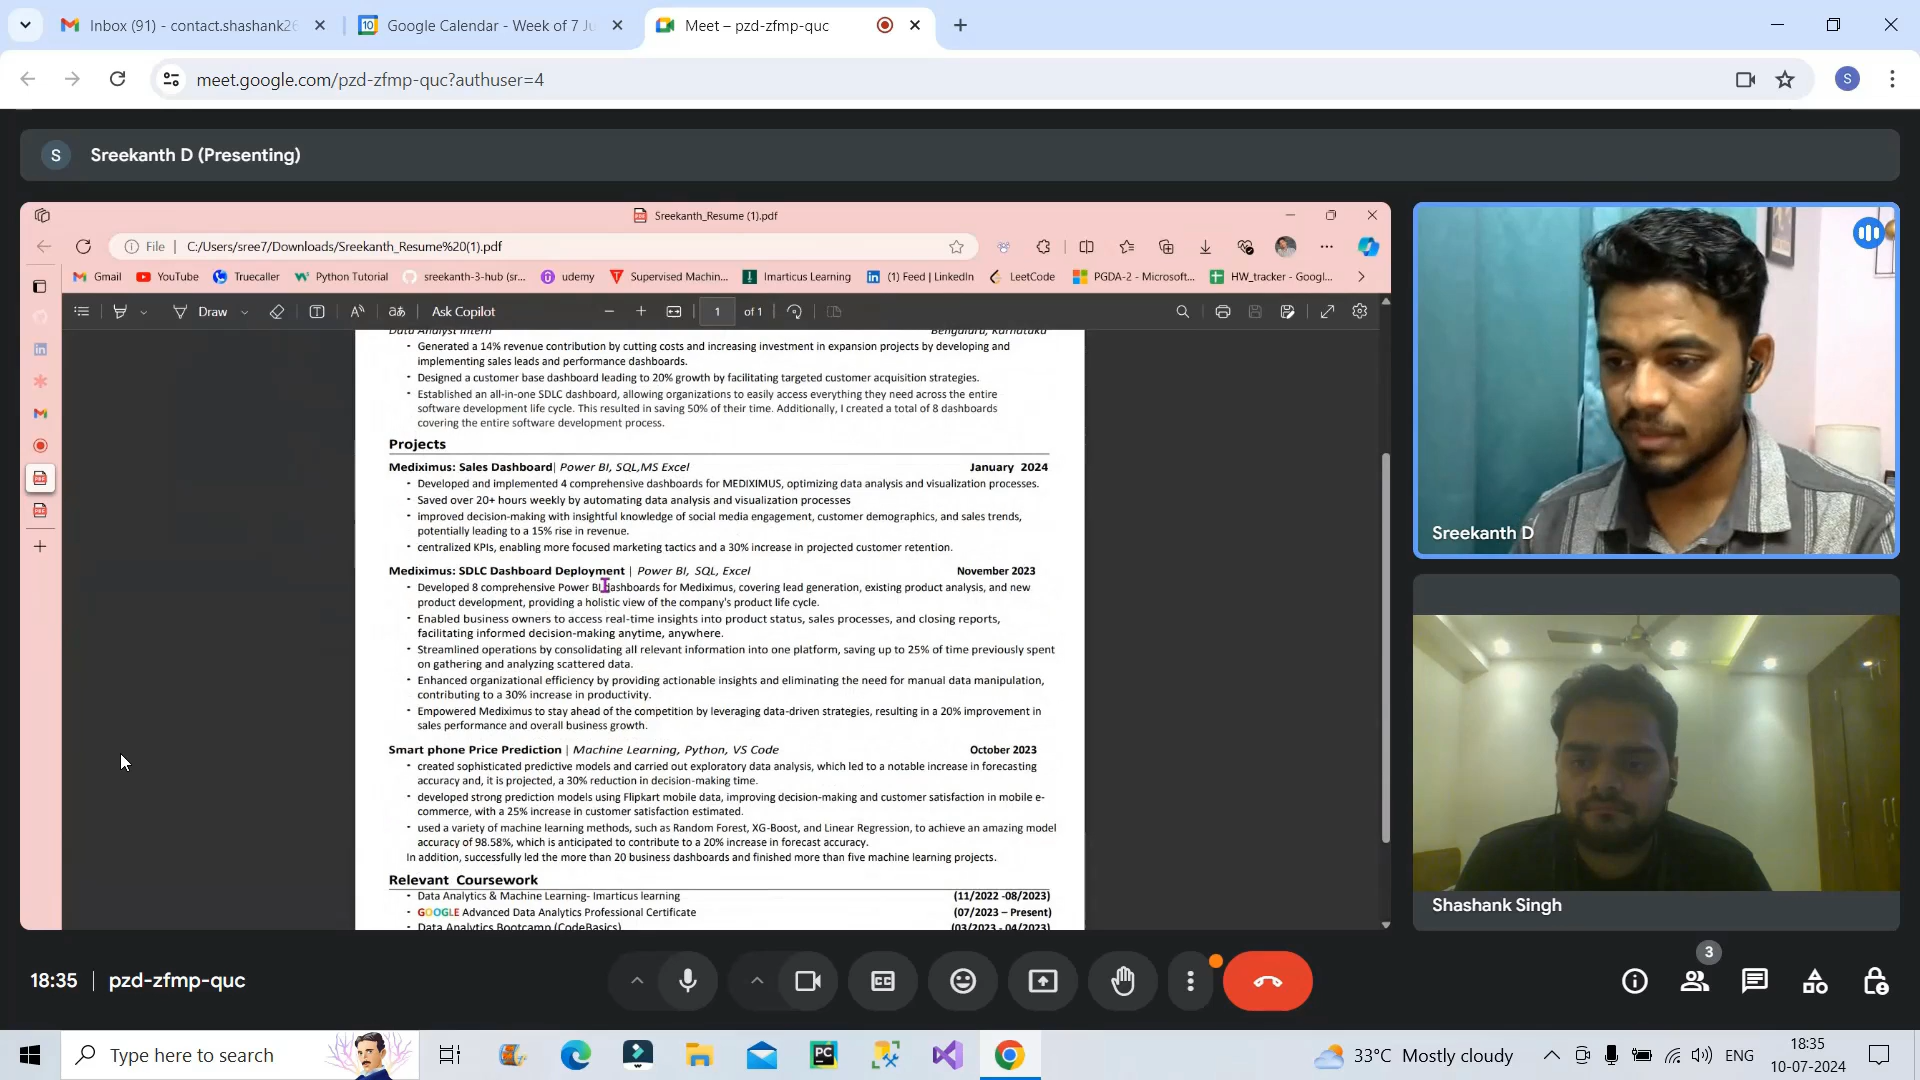 Inbox (91) - contact.shashank26
Google Calendar - Week of 7 Ju
Meet – pzd-zfmp-quc
meet.google.com/pzd-zfmp-quc?authuser=4
S
S
Sreekanth D (Presenting)
Sreekanth_Resume (1).pdf
File
C:/Users/sree7/Downloads/Sreekanth_Resume%20(1).pdf
Gmail
YouTube
Truecaller
Python Tutorial
sreekanth-3-hub (sr...
udemy
Supervised Machin...
Imarticus Learning
(1) Feed | LinkedIn
LeetCode
PGDA-2 - Microsoft...
HW_tracker - Googl...
Draw
Ask Copilot
1
of 1
Data Analyst Intern
Bengaluru, Karnataka
Generated a 14% revenue contribution by cutting costs and increasing investment in expansion projects by developing and
implementing sales leads and performance dashboards.
Designed a customer base dashboard leading to 20% growth by facilitating targeted customer acquisition strategies.
Established an all-in-one SDLC dashboard, allowing organizations to easily access everything they need across the entire
software development life cycle. This resulted in saving 50% of their time. Additionally, I created a total of 8 dashboards
covering the entire software development process.
Projects
Mediximus: Sales Dashboard| Power BI, SQL,MS Excel
January 2024
Developed and implemented 4 comprehensive dashboards for MEDIXIMUS, optimizing data analysis and visualization processes.
Saved over 20+ hours weekly by automating data analysis and visualization processes
improved decision-making with insightful knowledge of social media engagement, customer demographics, and sales trends,
potentially leading to a 15% rise in revenue.
centralized KPIs, enabling more focused marketing tactics and a 30% increase in projected customer retention.
Mediximus: SDLC Dashboard Deployment | Power BI, SQL, Excel
November 2023
Developed 8 comprehensive Power BI dashboards for Mediximus, covering lead generation, existing product analysis, and new
product development, providing a holistic view of the company's product life cycle.
Enabled business owners to access real-time insights into product status, sales processes, and closing reports,
facilitating informed decision-making anytime, anywhere.
Streamlined operations by consolidating all relevant information into one platform, saving up to 25% of time previously spent
on gathering and analyzing scattered data.
Enhanced organizational efficiency by providing actionable insights and eliminating the need for manual data manipulation,
contributing to a 30% increase in productivity.
Empowered Mediximus to stay ahead of the competition by leveraging data-driven strategies, resulting in a 20% improvement in
sales performance and overall business growth.
Smart phone Price Prediction | Machine Learning, Python, VS Code
October 2023
created sophisticated predictive models and carried out exploratory data analysis, which led to a notable increase in forecasting
accuracy and, it is projected, a 30% reduction in decision-making time.
developed strong prediction models using Flipkart mobile data, improving decision-making and customer satisfaction in mobile e-
commerce, with a 25% increase in customer satisfaction estimated.
used a variety of machine learning methods, such as Random Forest, XG-Boost, and Linear Regression, to achieve an amazing model
accuracy of 98.58%, which is anticipated to contribute to a 20% increase in forecast accuracy.
In addition, successfully led the more than 20 business dashboards and finished more than five machine learning projects.
Relevant Coursework
Data Analytics & Machine Learning- Imarticus learning
(11/2022 -08/2023)
GOOGLE Advanced Data Analytics Professional Certificate
(07/2023 – Present)
Data Analytics Bootcamp (CodeBasics)
(03/2023 - 04/2023)
Sreekanth D
Shashank Singh
18:35
pzd-zfmp-quc
3
Type here to search
33°C Mostly cloudy
ENG
18:35
10-07-2024